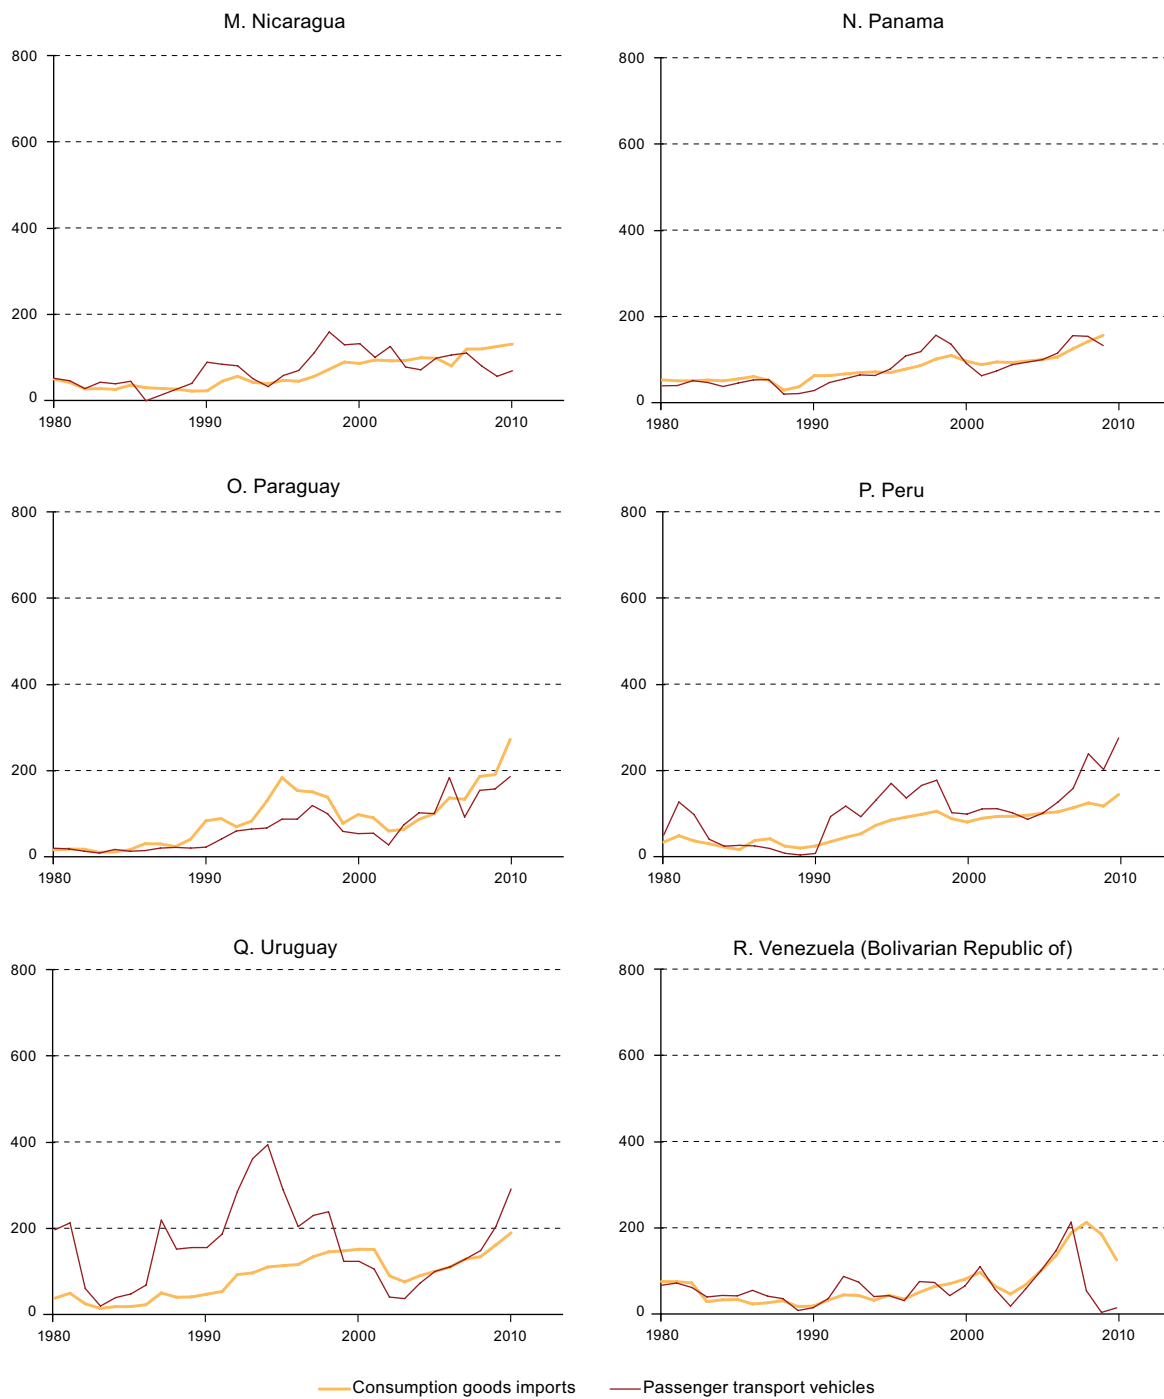 M. Nicaragua
800
600
400
200
0
1980 1990 2000 2010
N. Panama
800
600
400
200
0
1980 1990 2000 2010
O. Paraguay
800
600
400
200
0
1980 1990 2000 2010
P. Peru
800
600
400
200
0
1980 1990 2000 2010
Q. Uruguay
800
600
400
200
0
1980 1990 2000 2010
R. Venezuela (Bolivarian Republic of)
800
600
400
200
0
1980 1990 2000 2010
Consumption goods imports Passenger transport vehicles